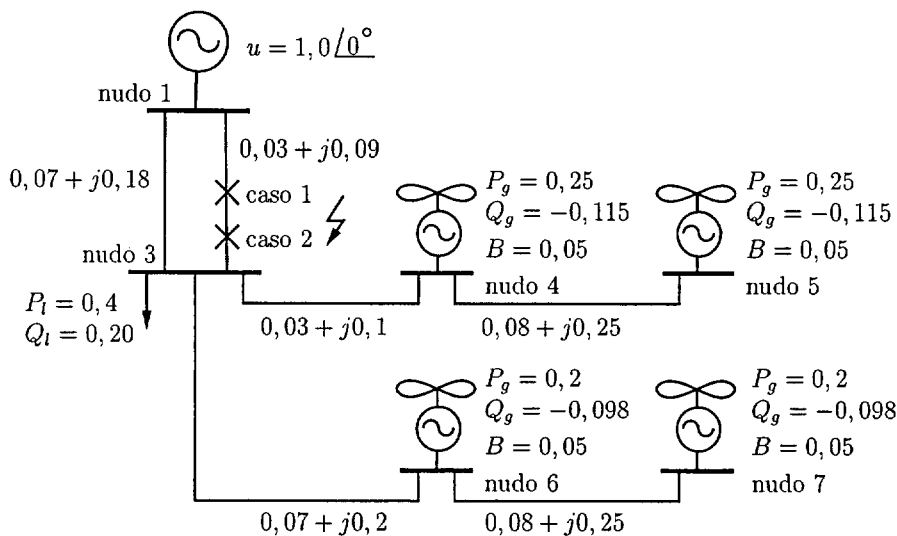 u = 1,0/0°
nudo 1
0,03 + j0,09
0,07 + j0,18
caso 1
caso 2
nudo 3
P_l = 0,4
Q_l = 0,20
P_g = 0,25
Q_g = −0,115
B = 0,05
nudo 4
P_g = 0,25
Q_g = −0,115
B = 0,05
nudo 5
0,03 + j0,1
0,08 + j0,25
P_g = 0,2
Q_g = −0,098
B = 0,05
nudo 6
P_g = 0,2
Q_g = −0,098
B = 0,05
nudo 7
0,07 + j0,2
0,08 + j0,25